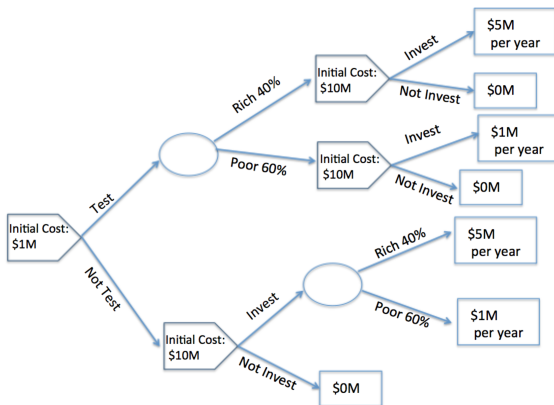 $5M
per year
Invest
Initial Cost:
$10M
Rich 40%
Not Invest
$0M
Invest
$1M
per year
Initial Cost:
$10M
Poor 60%
Not Invest
$0M
Test
Initial Cost:
$1M
Not Test
Rich 40%
$5M
per year
Invest
Poor 60%
$1M
per year
Initial Cost:
$10M
Not Invest
$0M